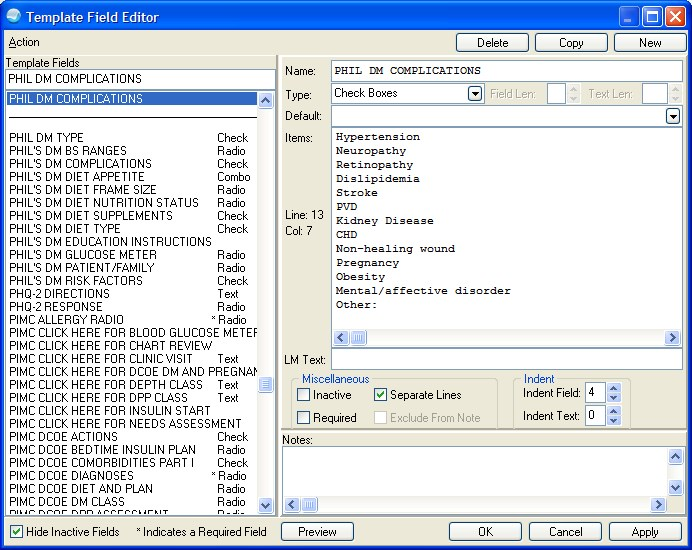 Template Field Editor
Action
Delete
Copy
New
Template Fields
PHIL DM COMPLICATIONS
PHIL DM COMPLICATIONS
PHIL DM TYPE Check
PHIL'S DM BS RANGES Radio
PHIL'S DM COMPLICATIONS Check
PHIL'S DM DIET APPETITE Combo
PHIL'S DM DIET FRAME SIZE Radio
PHIL'S DM DIET NUTRITION STATUS Radio
PHIL'S DM DIET SUPPLEMENTS Check
PHIL'S DM DIET TYPE Check
PHIL'S DM EDUCATION INSTRUCTIONS
PHIL'S DM GLUCOSE METER Radio
PHIL'S DM PATIENT/FAMILY Radio
PHIL'S DM RISK FACTORS Check
PHQ-2 DIRECTIONS Text
PHQ-2 RESPONSE Radio
PIMC ALLERGY RADIO * Radio
PIMC CLICK HERE FOR BLOOD GLUCOSE METER
PIMC CLICK HERE FOR CHART REVIEW
PIMC CLICK HERE FOR CLINIC VISIT Text
PIMC CLICK HERE FOR DCOE DM AND PREGNAN
PIMC CLICK HERE FOR DEPTH CLASS Text
PIMC CLICK HERE FOR DPP CLASS Text
PIMC CLICK HERE FOR INSULIN START
PIMC CLICK HERE FOR NEEDS ASSESSMENT
PIMC DCOE ACTIONS Check
PIMC DCOE BEDTIME INSULIN PLAN Radio
PIMC DCOE COMORBIDITIES PART I Check
PIMC DCOE DIAGNOSES * Radio
PIMC DCOE DIET AND PLAN Radio
PIMC DCOE DM CLASS Radio
Name: PHIL DM COMPLICATIONS
Type: Check Boxes Field Len: Text Len:
Default:
Items:
Hypertension
Neuropathy
Retinopathy
Dislipidemia
Stroke
PVD
Kidney Disease
CHD
Non-healing wound
Pregnancy
Obesity
Mental/affective disorder
Other:
Line: 13
Col: 7
LM Text:
Miscellaneous
Inactive Separate Lines
Required Exclude From Note
Indent
Indent Field: 4
Indent Text: 0
Notes:
Hide Inactive Fields * Indicates a Required Field Preview OK Cancel Apply